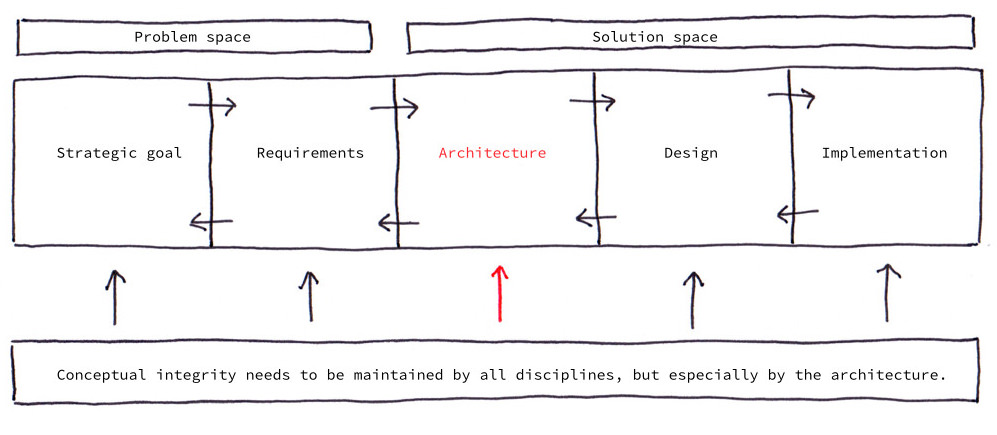 Problem space
Solution space
Strategic goal
Requirements
Architecture
Design
Implementation
Conceptual integrity needs to be maintained by all disciplines, but especially by the architecture.